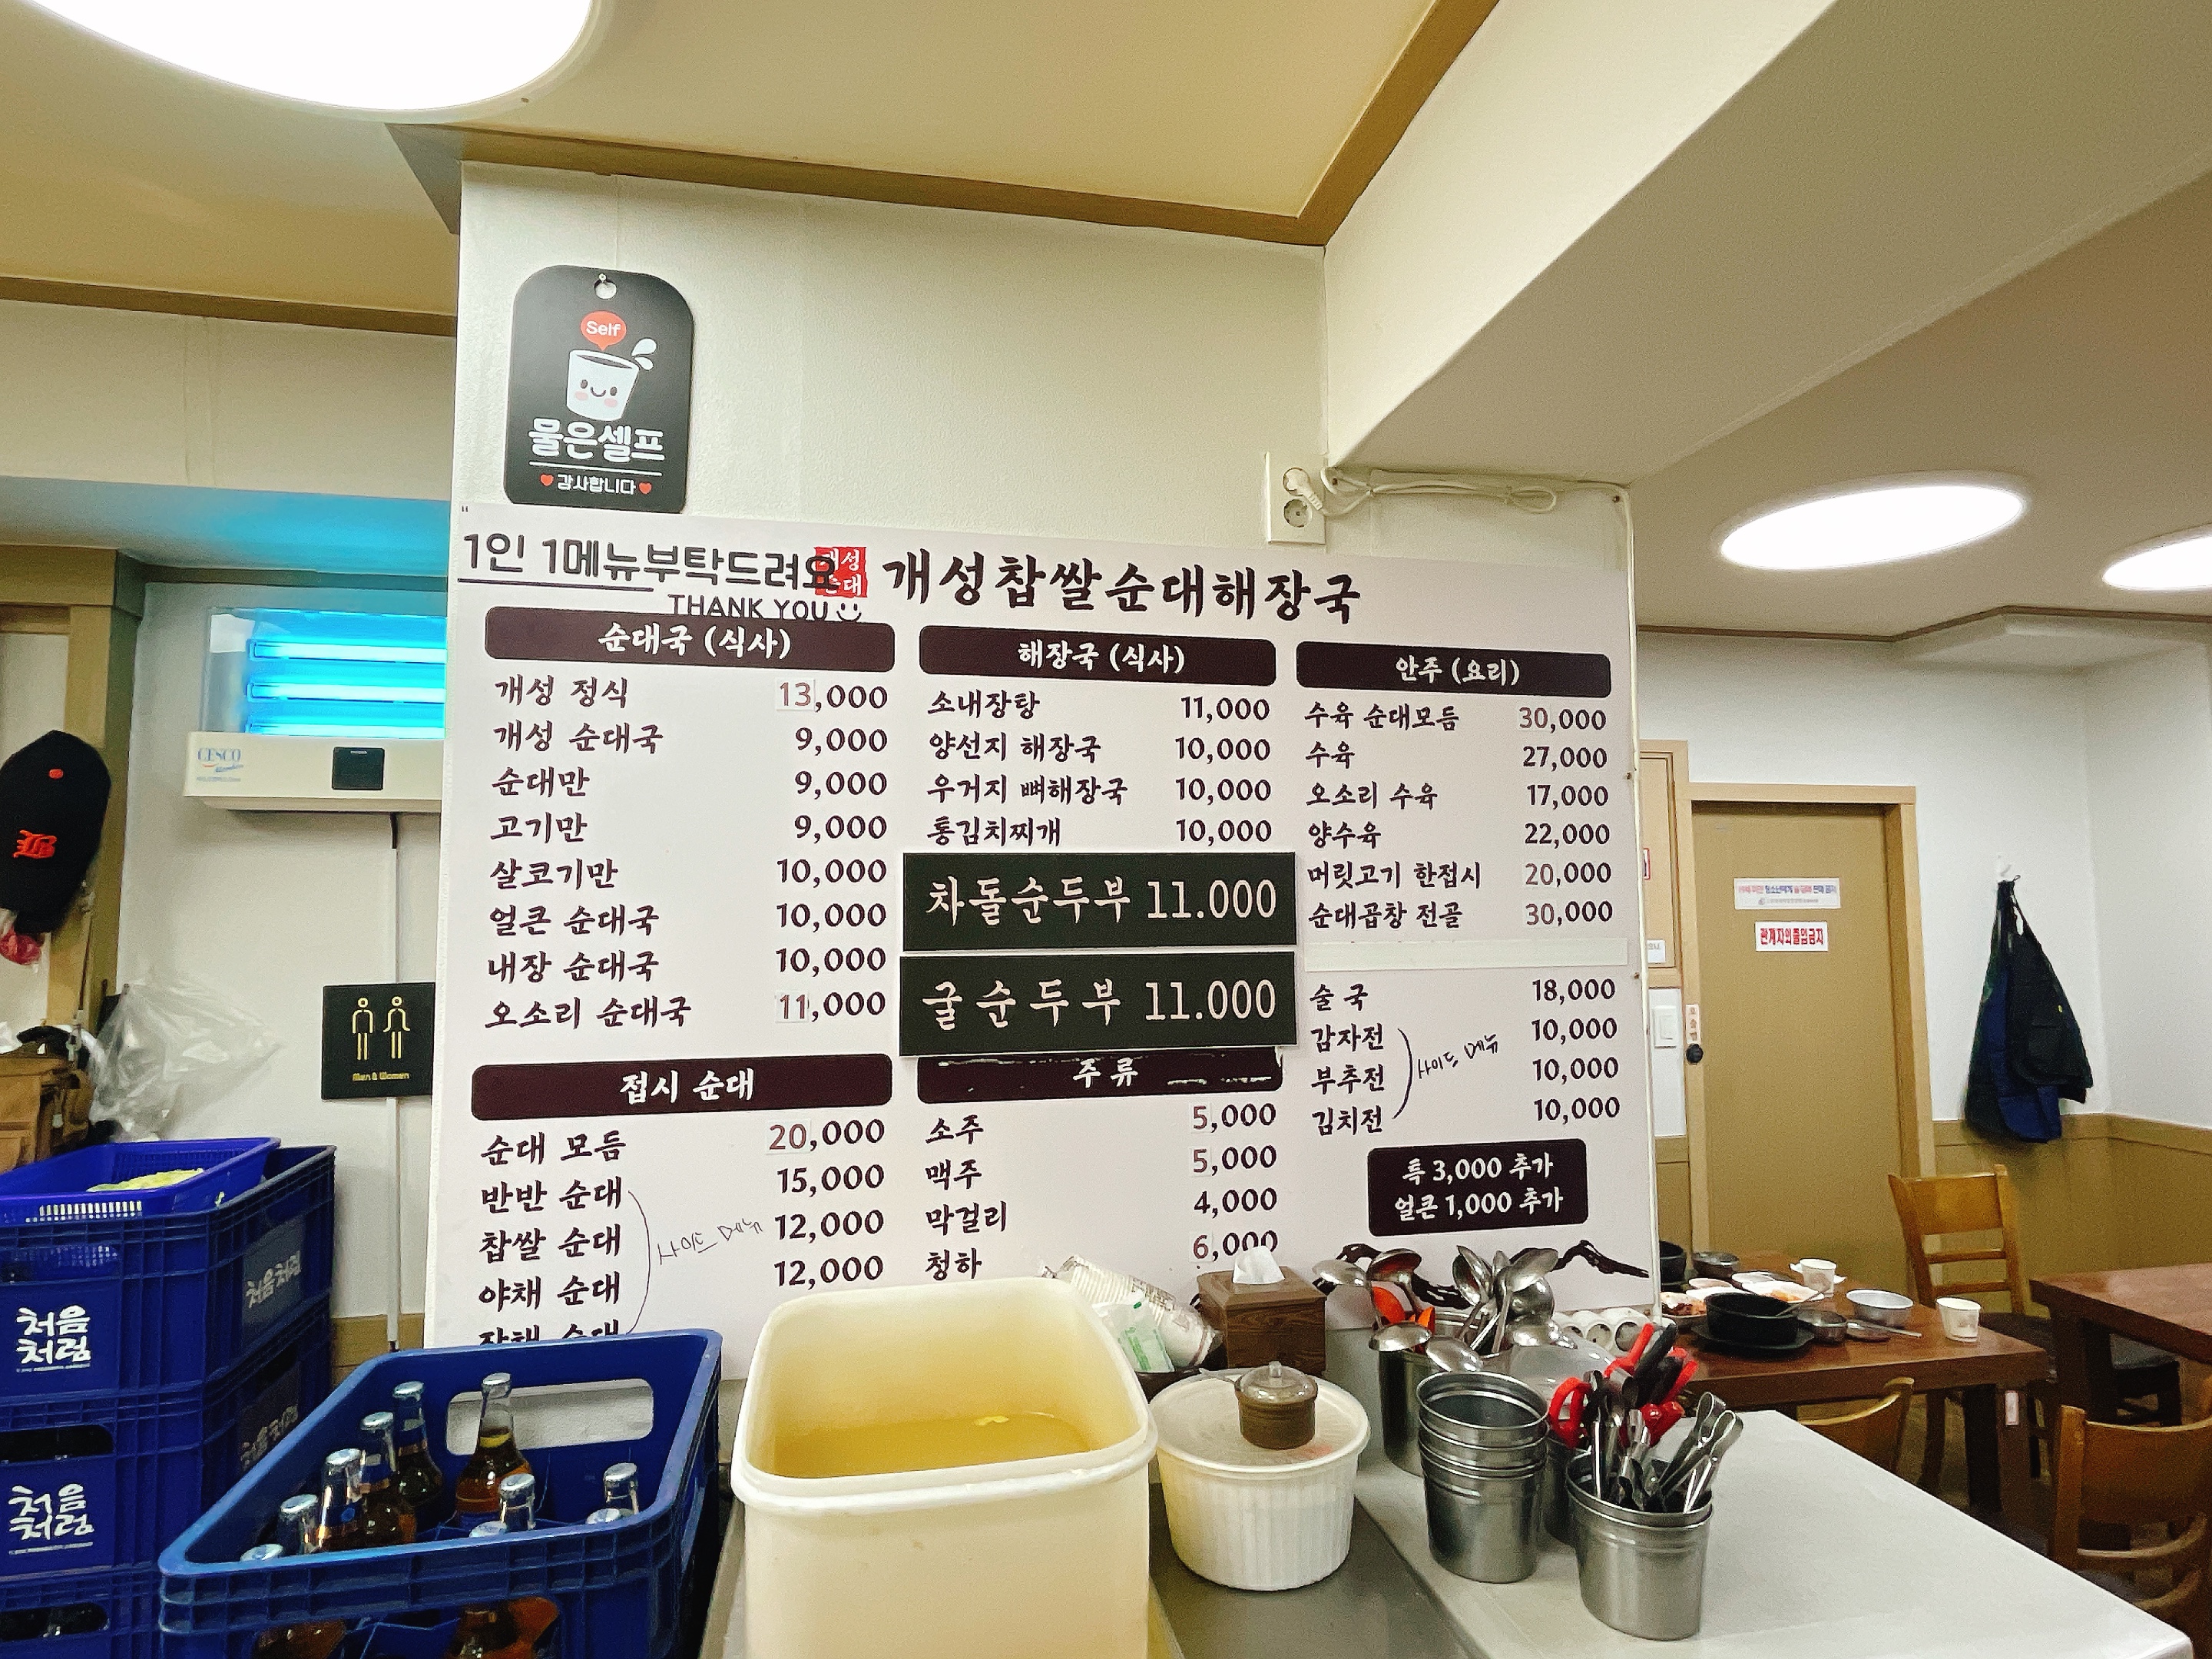 Self
물은셀프
감사합니다
1인 1메뉴부탁드려요
THANK YOU
개성찹쌀순대해장국
순대국 (식사)
개성 정식 13,000
개성 순대국 9,000
순대만 9,000
고기만 9,000
살코기만 10,000
얼큰 순대국 10,000
내장 순대국 10,000
오소리 순대국 11,000
접시 순대
순대 모듬 20,000
반반 순대 15,000
찹쌀 순대 12,000
야채 순대 12,000
사이드 메뉴
해장국 (식사)
소내장탕 11,000
양선지 해장국 10,000
우거지 뼈해장국 10,000
통김치찌개 10,000
차돌순두부 11.000
굴순두부 11.000
주류
소주 5,000
맥주 5,000
막걸리 4,000
청하 6,000
안주 (요리)
수육 순대모듬 30,000
수육 27,000
오소리 수육 17,000
양수육 22,000
머릿고기 한접시 20,000
순대곱창 전골 30,000
술국 18,000
감자전 10,000
부추전 10,000
김치전 10,000
사이드 메뉴
특 3,000 추가
얼큰 1,000 추가
CESCO
Men & Women
관계자외출입금지
처음처럼
처음처럼
처음
처럼
처음
처럼